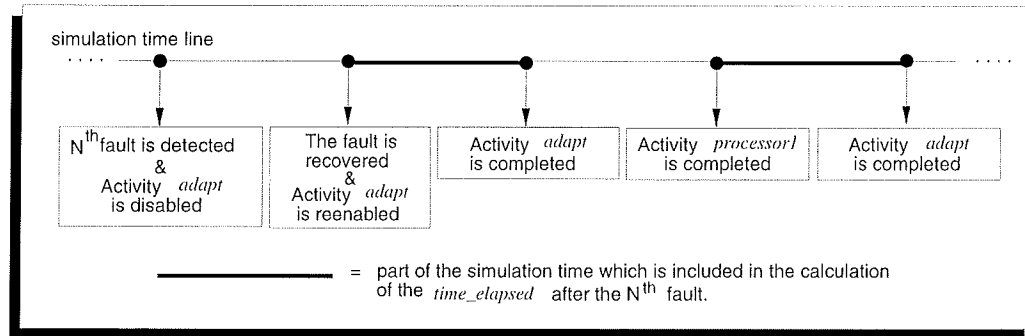 simulation time line
. . . .
. . . .
Nth fault is detected
&
Activity adapt
is disabled
The fault is
recovered
&
Activity adapt
is reenabled
Activity adapt
is completed
Activity processor1
is completed
Activity adapt
is completed
= part of the simulation time which is included in the calculation
of the time_elapsed after the Nth fault.